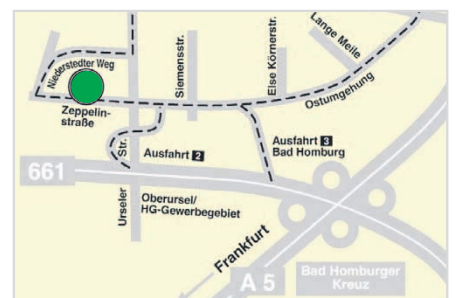 Niederstedter Weg
Siemensstr.
Else Körnerstr.
Lange Meile
Ostumgehung
Zeppelin-
straße
Urseler Str.
Ausfahrt 2
Ausfahrt 3
Bad Homburg
661
Oberursel/
HG-Gewerbegebiet
Frankfurt
A 5
Bad Homburger
Kreuz